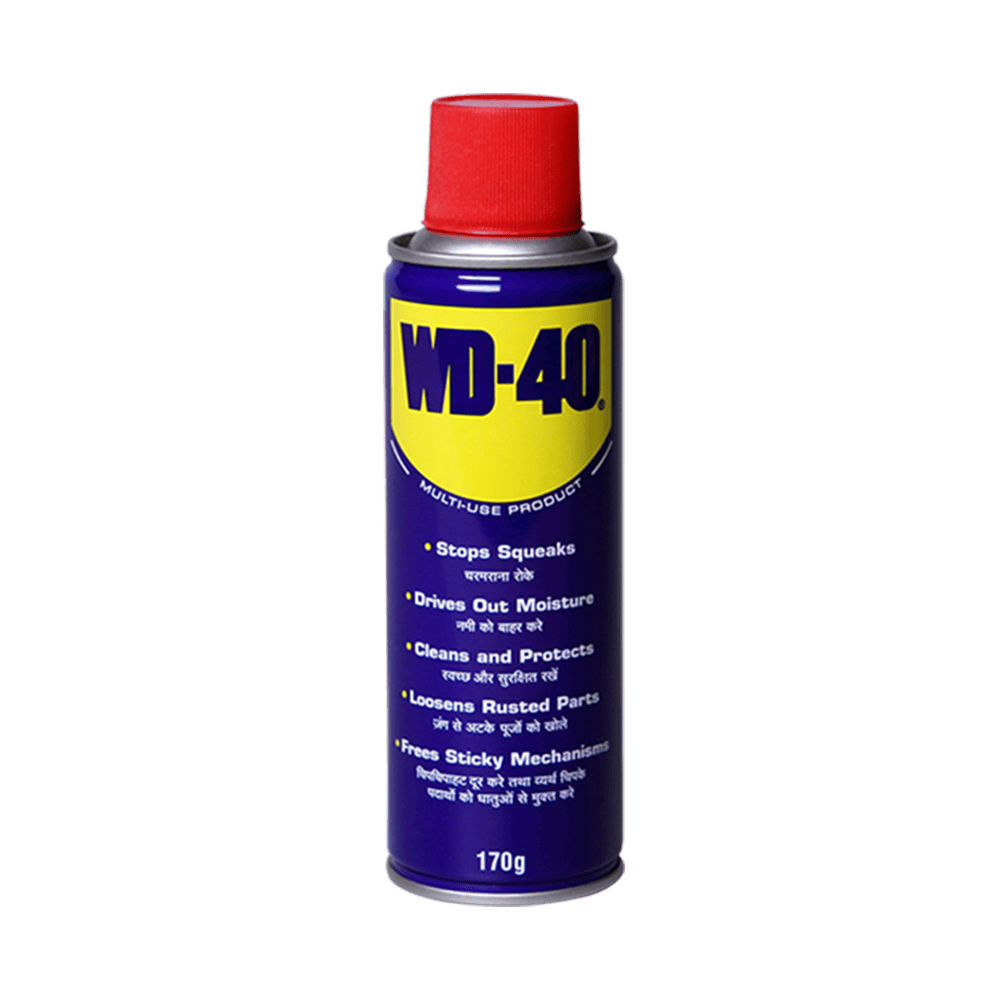 WD-40®
MULTI-USE PRODUCT
• Stops Squeaks
चरमराना रोके
• Drives Out Moisture
नमी को बाहर करे
• Cleans and Protects
स्वच्छ और सुरक्षित रखें
• Loosens Rusted Parts
ज़ंग से अटके पूर्जो को खोले
• Frees Sticky Mechanisms
चिपचिपाहट दूर करे तथा व्यर्थ चिपके
पदार्थो को धातुओं से मुक्त करे
170g